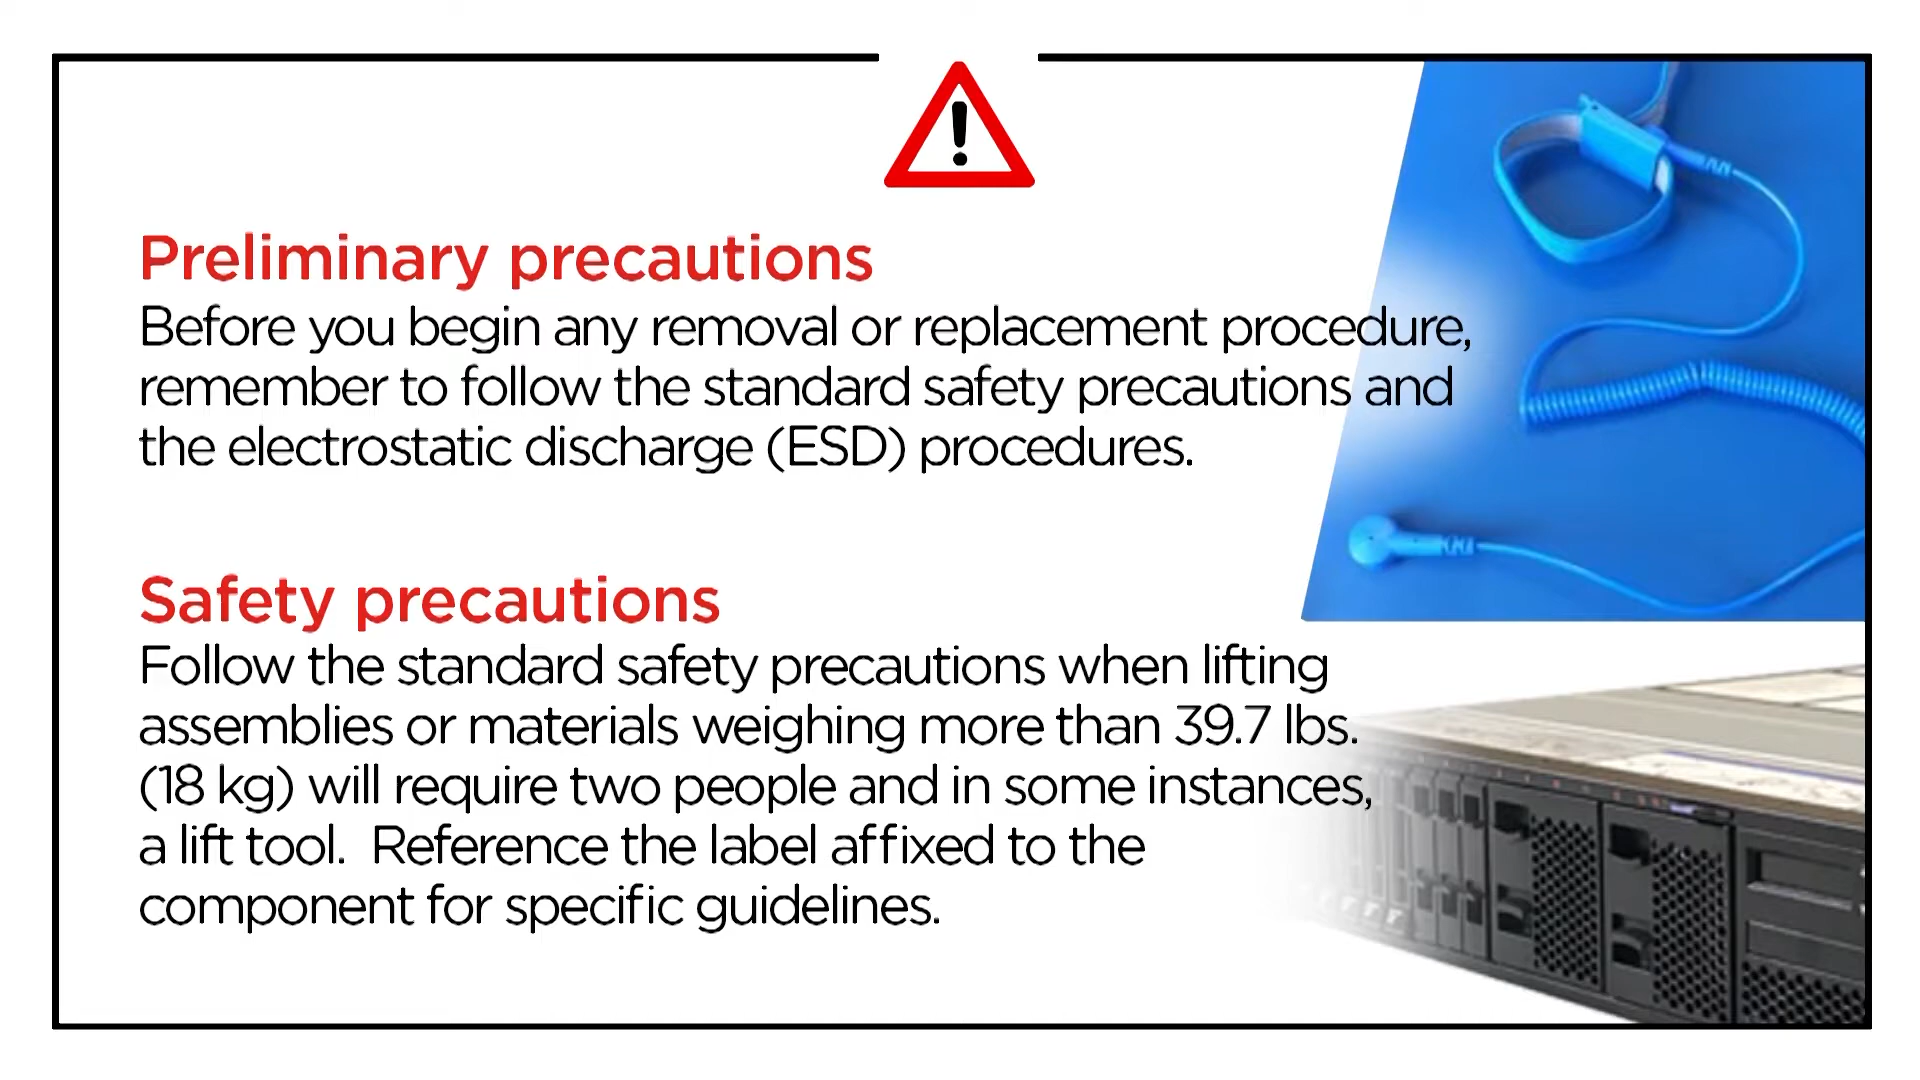 Preliminary precautions
Before you begin any removal or replacement procedure,
remember to follow the standard safety precautions and
the electrostatic discharge (ESD) procedures.
Safety precautions
Follow the standard safety precautions when lifting
assemblies or materials weighing more than 39.7 lbs.
(18 kg) will require two people and in some instances,
a lift tool.  Reference the label affixed to the
component for specific guidelines.